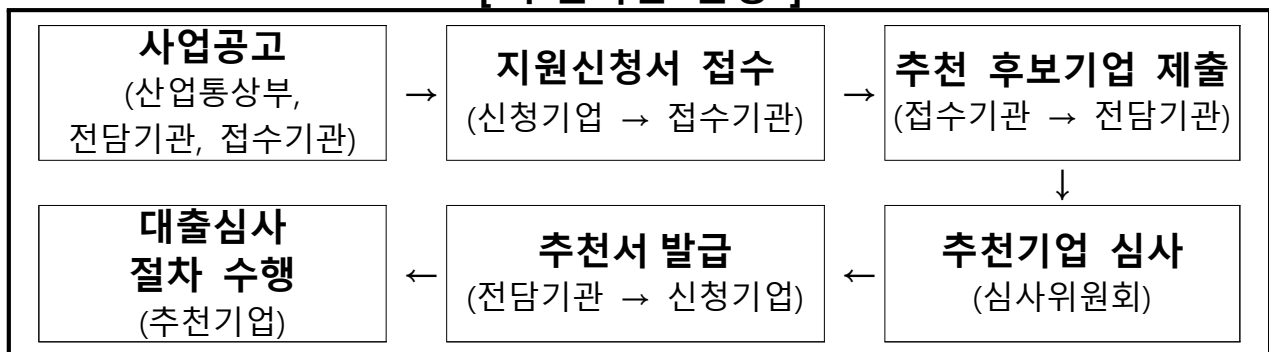 사업공고
(산업통상부,
전담기관, 접수기관)
→
지원신청서 접수
(신청기업 → 접수기관)
→
추천 후보기업 제출
(접수기관 → 전담기관)
↓
추천기업 심사
(심사위원회)
←
추천서 발급
(전담기관 → 신청기업)
←
대출심사
절차 수행
(추천기업)